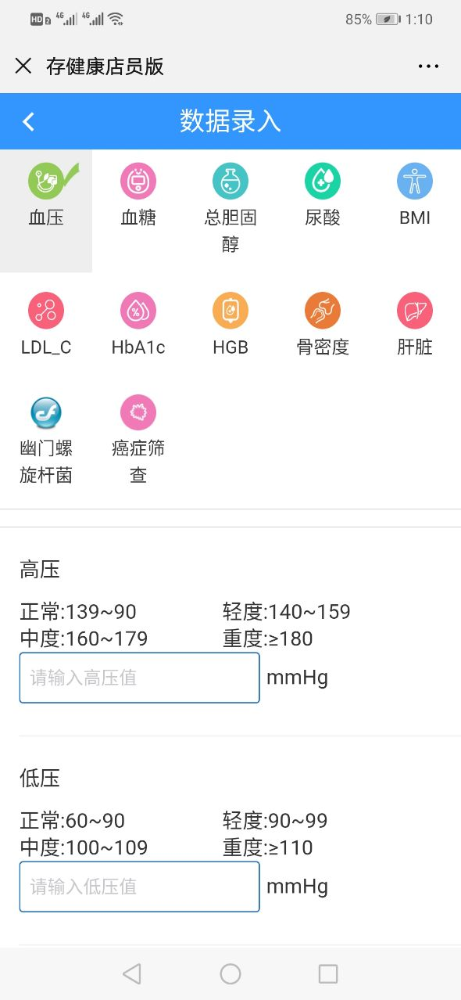 HD 2 4G 4G 85% 1:10
存健康店员版
数据录入
血压 血糖 总胆固醇 尿酸 BMI
LDL_C HbA1c HGB 骨密度 肝脏
幽门螺旋杆菌 癌症筛查
高压
正常:139~90 轻度:140~159
中度:160~179 重度:≥180
请输入高压值 mmHg
低压
正常:60~90 轻度:90~99
中度:100~109 重度:≥110
请输入低压值 mmHg